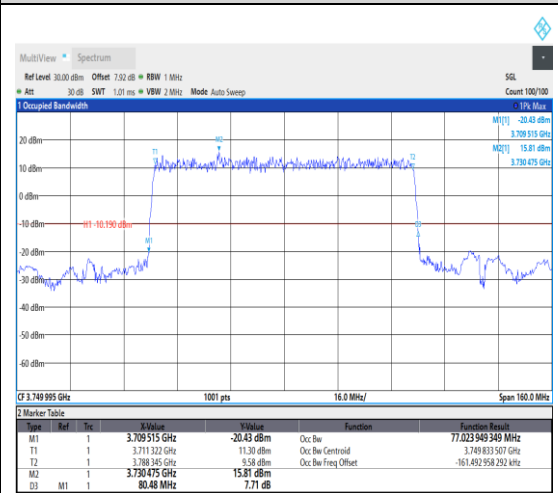 MultiView Spectrum
Ref Level 30.00 dBm Offset 7.92 dB RBW 1 MHz SGL
Att 30 dB SWT 1.01 ms VBW 2 MHz Mode Auto Sweep Count 100/100
1 Occupied Bandwidth 1Pk Max
M1[1] -20.43 dBm
3.709 515 GHz
M2[1] 15.81 dBm
3.730 475 GHz
20 dBm
T1 M2 T2
10 dBm
0 dBm
-10 dBm H1 -10.190 dBm
M1 D3
-20 dBm
-30 dBm
-40 dBm
-50 dBm
-60 dBm
CF 3.749 995 GHz 1001 pts 16.0 MHz/ Span 160.0 MHz
2 Marker Table
Type Ref Trc X-Value Y-Value Function Function Result
M1 1 3.709 515 GHz -20.43 dBm Occ Bw 77.023 949 349 MHz
T1 1 3.711 322 GHz 11.30 dBm Occ Bw Centroid 3.749 833 507 GHz
T2 1 3.788 345 GHz 9.58 dBm Occ Bw Freq Offset -161.492 958 292 kHz
M2 1 3.730 475 GHz 15.81 dBm
D3 M1 1 80.48 MHz 7.71 dB